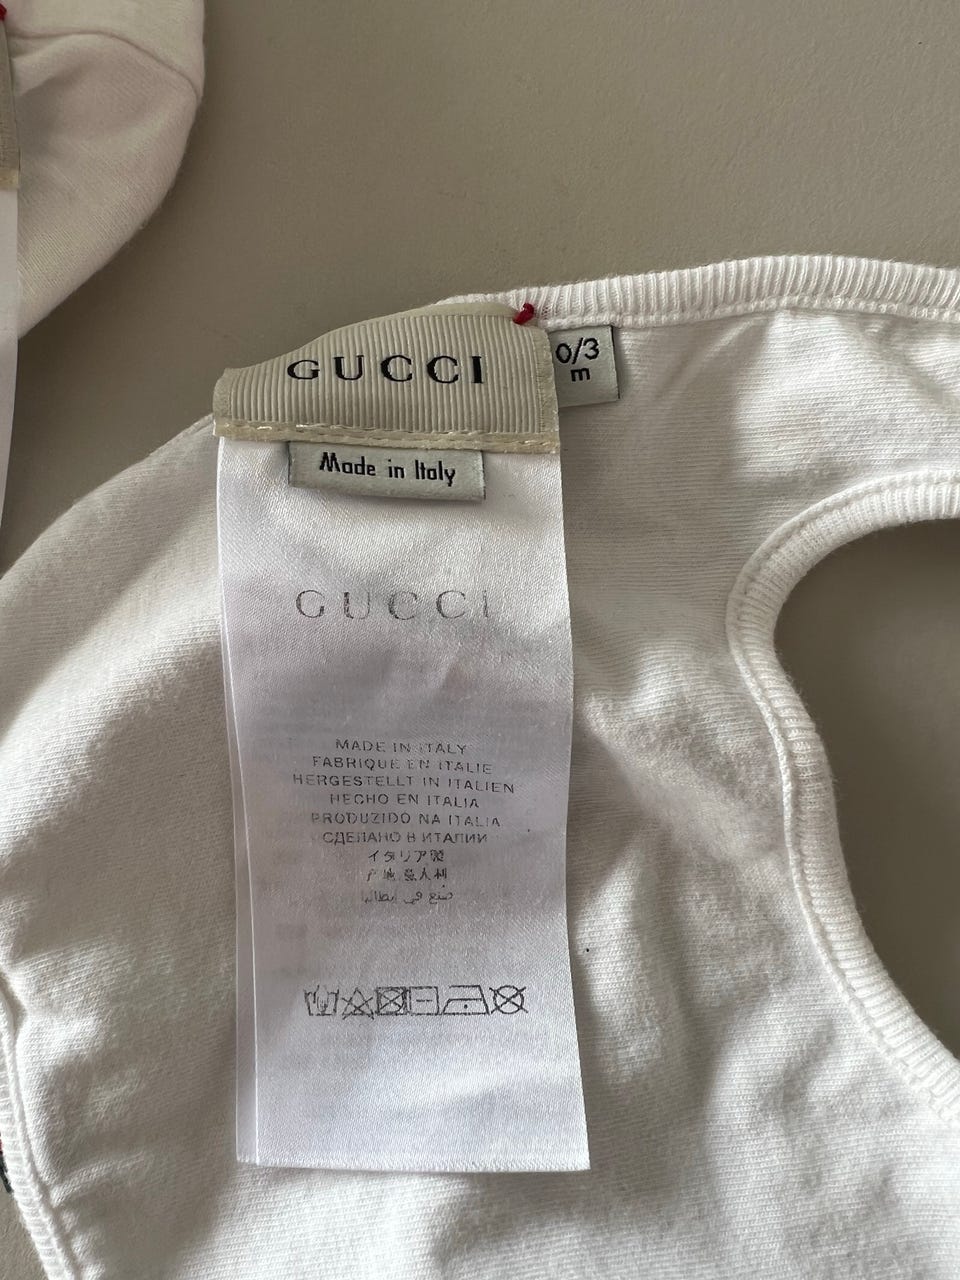 GUCCI
0/3
m
Made in Italy
GUCCI
MADE IN ITALY
FABRIQUE EN ITALIE
HERGESTELLT IN ITALIEN
HECHO EN ITALIA
PRODUZIDO NA ITALIA
СДЕЛАНО В ИТАЛИИ
イタリア製
产地 意大利
صنع في إيطاليا